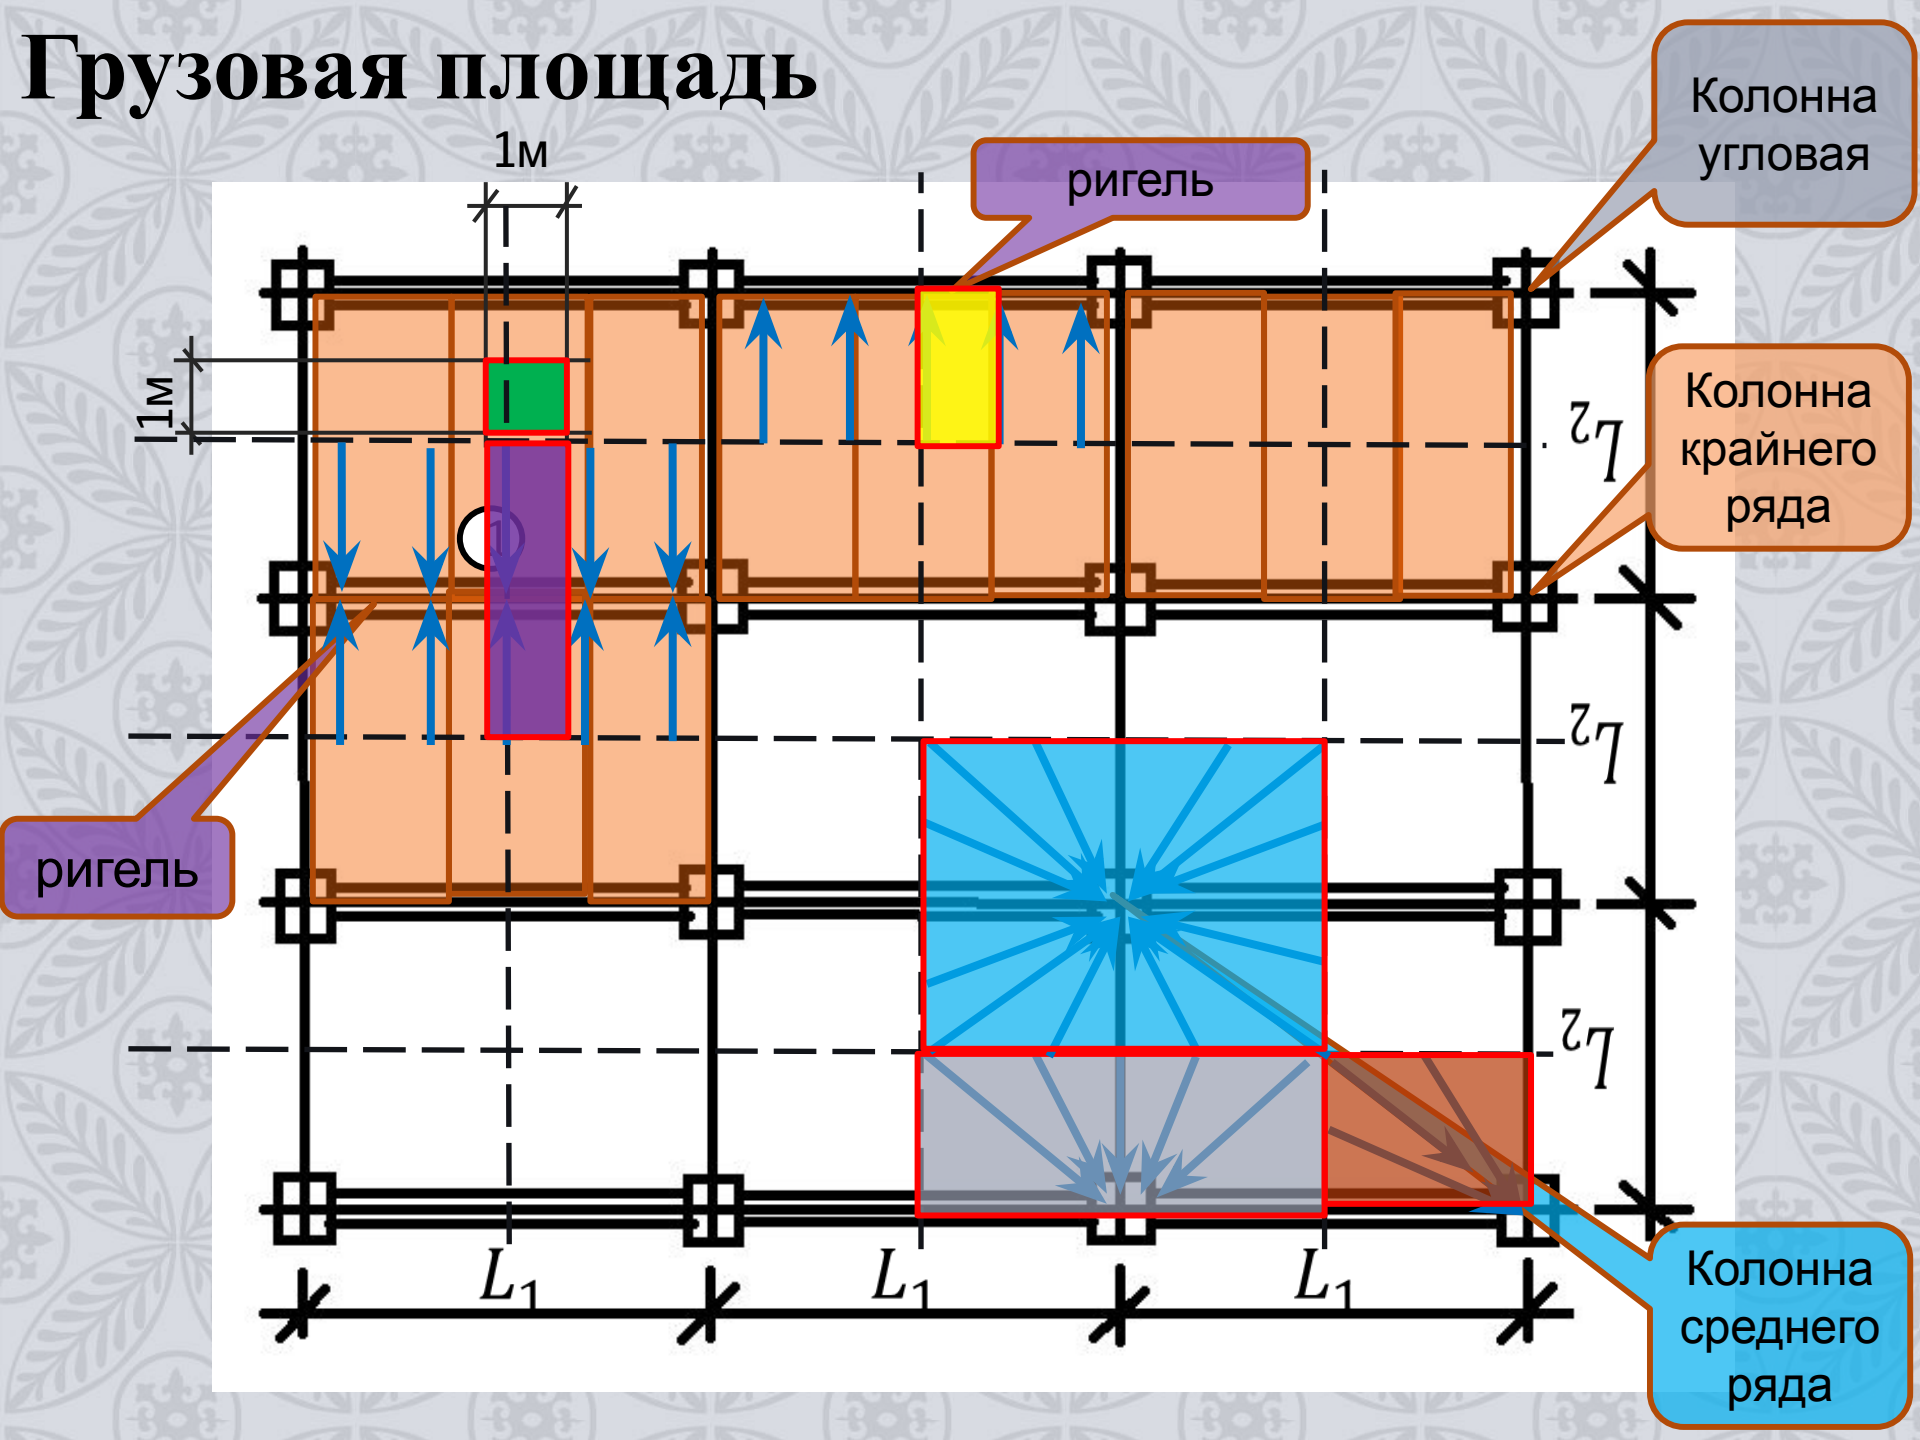 Грузовая площадь
1м
ригель
Колонна
угловая
1м
Колонна
крайнего
ряда
L₂
1
L₂
ригель
L₂
L₁ L₁ L₁
Колонна
среднего
ряда